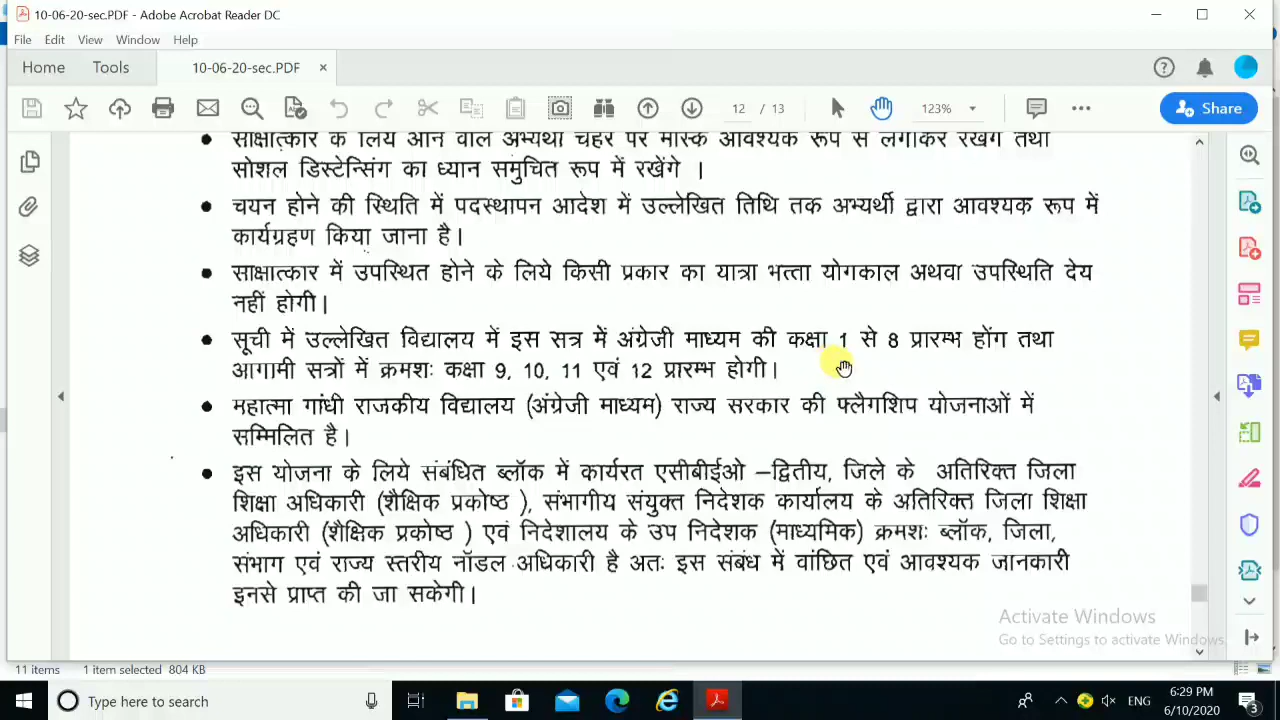 10-06-20-sec.PDF - Adobe Acrobat Reader DC
File Edit View Window Help
Home Tools 10-06-20-sec.PDF ×
12 / 13 123% Share
साक्षात्कार के लिये आने वाले अभ्यर्थी चेहरे पर मास्क आवश्यक रूप से लगाकर रखेंगे तथा
सोशल डिस्टेन्सिंग का ध्यान समुचित रूप में रखेंगे ।
• चयन होने की स्थिति में पदस्थापन आदेश में उल्लेखित तिथि तक अभ्यर्थी द्वारा आवश्यक रूप में
कार्यग्रहण किया जाना है।
• साक्षात्कार में उपस्थित होने के लिये किसी प्रकार का यात्रा भत्ता योगकाल अथवा उपस्थिति देय
नहीं होगी।
• सूची में उल्लेखित विद्यालय में इस सत्र में अंग्रेजी माध्यम की कक्षा 1 से 8 प्रारम्भ होंग तथा
आगामी सत्रों में क्रमशः कक्षा 9, 10, 11 एवं 12 प्रारम्भ होगी।
• महात्मा गांधी राजकीय विद्यालय (अंग्रेजी माध्यम) राज्य सरकार की फ्लैगशिप योजनाओं में
सम्मिलित है।
• इस योजना के लिये संबंधित ब्लॉक में कार्यरत एसीबीईओ –द्वितीय, जिले के अतिरिक्त जिला
शिक्षा अधिकारी (शैक्षिक प्रकोष्ठ ), संभागीय संयुक्त निदेशक कार्यालय के अतिरिक्त जिला शिक्षा
अधिकारी (शैक्षिक प्रकोष्ठ ) एवं निदेशालय के उप निदेशक (माध्यमिक) क्रमशः ब्लॉक, जिला,
संभाग एवं राज्य स्तरीय नॉडल अधिकारी है अतः इस संबंध में वांछित एवं आवश्यक जानकारी
इनसे प्राप्त की जा सकेगी।
Activate Windows
Go to Settings to activate Windows.
11 items 1 item selected 804 KB
Type here to search
ENG
6:29 PM
6/10/2020
3